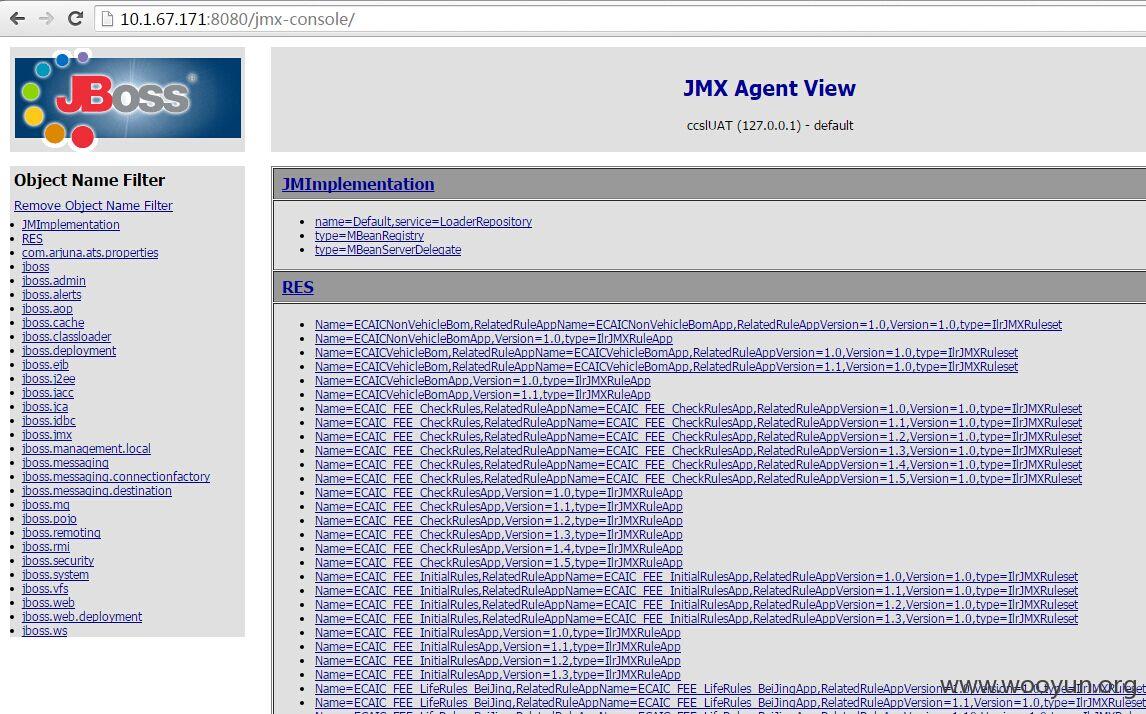 10.1.67.171:8080/jmx-console/
JBoss®
JMX Agent View
ccslUAT (127.0.0.1) - default
Object Name Filter
Remove Object Name Filter
JMImplementation
RES
com.arjuna.ats.properties
jboss
jboss.admin
jboss.alerts
jboss.aop
jboss.cache
jboss.classloader
jboss.deployment
jboss.ejb
jboss.j2ee
jboss.jacc
jboss.jca
jboss.jdbc
jboss.jmx
jboss.management.local
jboss.messaging
jboss.messaging.connectionfactory
jboss.messaging.destination
jboss.mq
jboss.pojo
jboss.remoting
jboss.rmi
jboss.security
jboss.system
jboss.vfs
jboss.web
jboss.web.deployment
jboss.ws
JMImplementation
name=Default,service=LoaderRepository
type=MBeanRegistry
type=MBeanServerDelegate
RES
Name=ECAICNonVehicleBom,RelatedRuleAppName=ECAICNonVehicleBomApp,RelatedRuleAppVersion=1.0,Version=1.0,type=IlrJMXRuleset
Name=ECAICNonVehicleBomApp,Version=1.0,type=IlrJMXRuleApp
Name=ECAICVehicleBom,RelatedRuleAppName=ECAICVehicleBomApp,RelatedRuleAppVersion=1.0,Version=1.0,type=IlrJMXRuleset
Name=ECAICVehicleBom,RelatedRuleAppName=ECAICVehicleBomApp,RelatedRuleAppVersion=1.1,Version=1.0,type=IlrJMXRuleset
Name=ECAICVehicleBomApp,Version=1.0,type=IlrJMXRuleApp
Name=ECAICVehicleBomApp,Version=1.1,type=IlrJMXRuleApp
Name=ECAIC_FEE_CheckRules,RelatedRuleAppName=ECAIC_FEE_CheckRulesApp,RelatedRuleAppVersion=1.0,Version=1.0,type=IlrJMXRuleset
Name=ECAIC_FEE_CheckRules,RelatedRuleAppName=ECAIC_FEE_CheckRulesApp,RelatedRuleAppVersion=1.1,Version=1.0,type=IlrJMXRuleset
Name=ECAIC_FEE_CheckRules,RelatedRuleAppName=ECAIC_FEE_CheckRulesApp,RelatedRuleAppVersion=1.2,Version=1.0,type=IlrJMXRuleset
Name=ECAIC_FEE_CheckRules,RelatedRuleAppName=ECAIC_FEE_CheckRulesApp,RelatedRuleAppVersion=1.3,Version=1.0,type=IlrJMXRuleset
Name=ECAIC_FEE_CheckRules,RelatedRuleAppName=ECAIC_FEE_CheckRulesApp,RelatedRuleAppVersion=1.4,Version=1.0,type=IlrJMXRuleset
Name=ECAIC_FEE_CheckRules,RelatedRuleAppName=ECAIC_FEE_CheckRulesApp,RelatedRuleAppVersion=1.5,Version=1.0,type=IlrJMXRuleset
Name=ECAIC_FEE_CheckRulesApp,Version=1.0,type=IlrJMXRuleApp
Name=ECAIC_FEE_CheckRulesApp,Version=1.1,type=IlrJMXRuleApp
Name=ECAIC_FEE_CheckRulesApp,Version=1.2,type=IlrJMXRuleApp
Name=ECAIC_FEE_CheckRulesApp,Version=1.3,type=IlrJMXRuleApp
Name=ECAIC_FEE_CheckRulesApp,Version=1.4,type=IlrJMXRuleApp
Name=ECAIC_FEE_CheckRulesApp,Version=1.5,type=IlrJMXRuleApp
Name=ECAIC_FEE_InitialRules,RelatedRuleAppName=ECAIC_FEE_InitialRulesApp,RelatedRuleAppVersion=1.0,Version=1.0,type=IlrJMXRuleset
Name=ECAIC_FEE_InitialRules,RelatedRuleAppName=ECAIC_FEE_InitialRulesApp,RelatedRuleAppVersion=1.1,Version=1.0,type=IlrJMXRuleset
Name=ECAIC_FEE_InitialRules,RelatedRuleAppName=ECAIC_FEE_InitialRulesApp,RelatedRuleAppVersion=1.2,Version=1.0,type=IlrJMXRuleset
Name=ECAIC_FEE_InitialRules,RelatedRuleAppName=ECAIC_FEE_InitialRulesApp,RelatedRuleAppVersion=1.3,Version=1.0,type=IlrJMXRuleset
Name=ECAIC_FEE_InitialRulesApp,Version=1.0,type=IlrJMXRuleApp
Name=ECAIC_FEE_InitialRulesApp,Version=1.1,type=IlrJMXRuleApp
Name=ECAIC_FEE_InitialRulesApp,Version=1.2,type=IlrJMXRuleApp
Name=ECAIC_FEE_InitialRulesApp,Version=1.3,type=IlrJMXRuleApp
Name=ECAIC_FEE_LifeRules_BeiJing,RelatedRuleAppName=ECAIC_FEE_LifeRules_BeiJingApp,RelatedRuleAppVersion=1.0,Version=1.0,type=IlrJMXRuleset
Name=ECAIC_FEE_LifeRules_BeiJing,RelatedRuleAppName=ECAIC_FEE_LifeRules_BeiJingApp,RelatedRuleAppVersion=1.1,Version=1.0,type=IlrJMXRuleset
www.wooyun.org